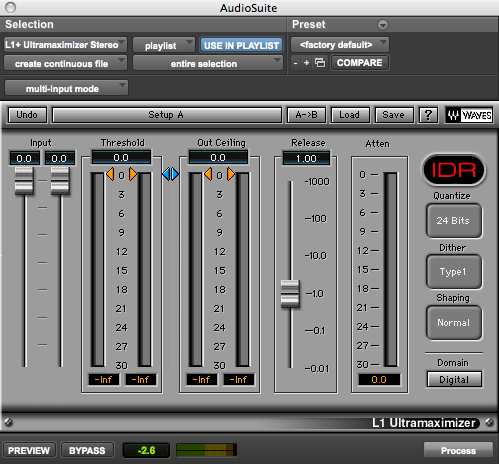 AudioSuite
Selection Preset
L1+ Ultramaximizer Stereo playlist USE IN PLAYLIST <factory default>
create continuous file entire selection - + COMPARE
multi-input mode
Undo Setup A A->B Load Save ? WAVES
Input Threshold Out Ceiling Release Atten
0.0 0.0 0.0 0.0 1.00
0 0 -1000 0
3 3 3
6 6 -100 6
9 9 9
12 12 -10.0 12
15 15 15
18 18 -1.0 18
21 21 21
24 24 -0.1 24
27 27 27
30 30 -0.01 30
-Inf -Inf -Inf -Inf 0.0
IDR
Quantize
24 Bits
Dither
Type1
Shaping
Normal
Domain
Digital
L1 Ultramaximizer
PREVIEW BYPASS -2.6 Process